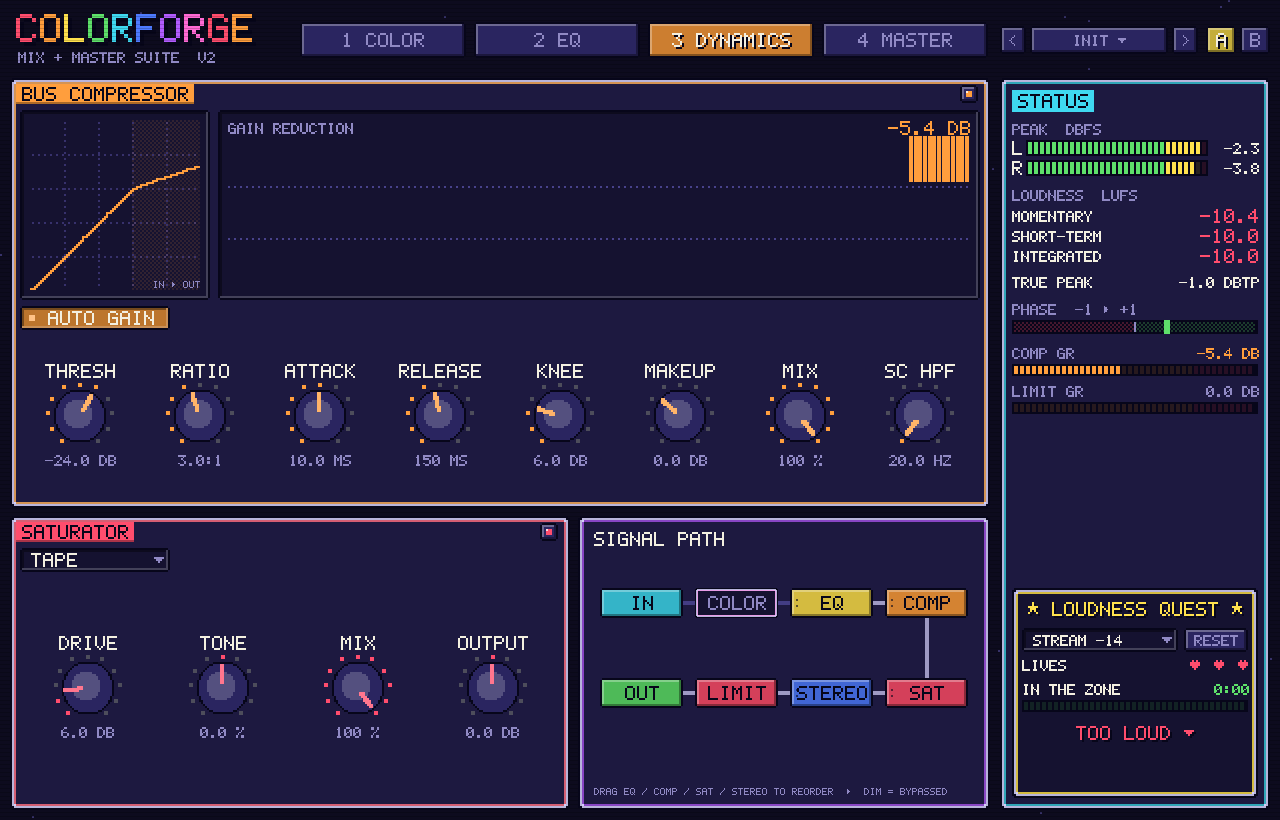 COLORFORGE
MIX + MASTER SUITE V2
1 COLOR
2 EQ
3 DYNAMICS
4 MASTER
< INIT ▾ >
A B
BUS COMPRESSOR
IN ▸ OUT
GAIN REDUCTION
-5.4 DB
AUTO GAIN
THRESH RATIO ATTACK RELEASE KNEE MAKEUP MIX SC HPF
-24.0 DB 3.0:1 10.0 MS 150 MS 6.0 DB 0.0 DB 100 % 20.0 HZ
SATURATOR
TAPE
DRIVE TONE MIX OUTPUT
6.0 DB 0.0 % 100 % 0.0 DB
SIGNAL PATH
IN COLOR EQ COMP
OUT LIMIT STEREO SAT
DRAG EQ / COMP / SAT / STEREO TO REORDER ▸ DIM = BYPASSED
STATUS
PEAK DBFS
L -2.3
R -3.8
LOUDNESS LUFS
MOMENTARY -10.4
SHORT-TERM -10.0
INTEGRATED -10.0
TRUE PEAK -1.0 DBTP
PHASE -1 ▸ +1
COMP GR -5.4 DB
LIMIT GR 0.0 DB
★ LOUDNESS QUEST ★
STREAM -14 RESET
LIVES ♥ ♥ ♥
IN THE ZONE 0:00
TOO LOUD ▾